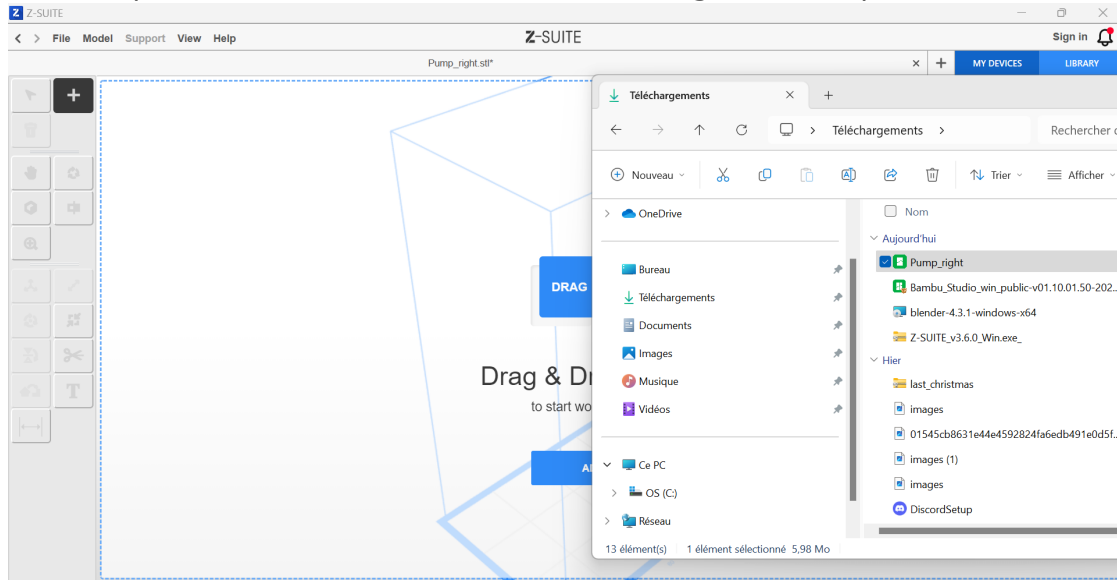 Z-SUITE
File Model Support View Help
Z-SUITE
Sign in
Pump_right.stl*
MY DEVICES
LIBRARY
DRAG
Drag & D
to start wo
Téléchargements
Téléchargements
Rechercher
Nouveau
Trier
Afficher
OneDrive
Bureau
Téléchargements
Documents
Images
Musique
Vidéos
Ce PC
OS (C:)
Réseau
Nom
Aujourd'hui
Pump_right
Bambu_Studio_win_public-v01.10.01.50-202...
blender-4.3.1-windows-x64
Z-SUITE_v3.6.0_Win.exe_
Hier
last_christmas
images
01545cb8631e44e4592824fa6edb491e0d5f...
images (1)
images
DiscordSetup
13 élément(s) 1 élément sélectionné 5,98 Mo